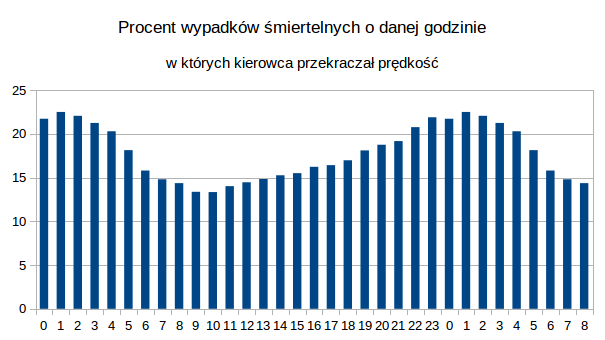 Procent wypadków śmiertelnych o danej godzinie
w których kierowca przekraczał prędkość
25
20
15
10
5
0
0 1 2 3 4 5 6 7 8 9 10 11 12 13 14 15 16 17 18 19 20 21 22 23 0 1 2 3 4 5 6 7 8